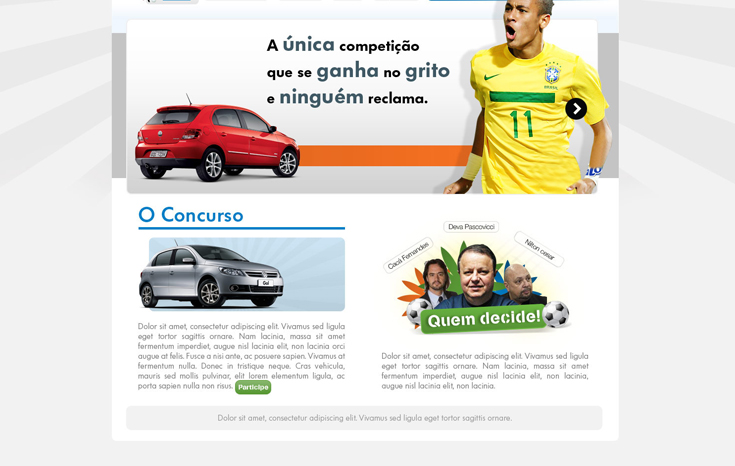 A única competição
que se ganha no grito
e ninguém reclama.
BRASIL
11
O Concurso
Gol
Dolor sit amet, consectetur adipiscing elit. Vivamus sed ligula
eget tortor sagittis ornare. Nam lacinia, massa sit amet
fermentum imperdiet, augue nisl lacinia elit, non lacinia orci
augue at felis. Fusce a nisi ante, ac posuere sapien. Vivamus at
fermentum nulla. Donec in tristique neque. Cras vehicula,
mauris sed mollis pulvinar, elit lorem elementum ligula, ac
porta sapien nulla non risus. Participe
Deva Pascovicci
Cacá Fernandes
Nilton cesar
Quem decide!
Dolor sit amet, consectetur adipiscing elit. Vivamus sed ligula
eget tortor sagittis ornare. Nam lacinia, massa sit amet
fermentum imperdiet, augue nisl lacinia elit, non lacinia,
augue nisl lacinia elit, non lacinia.
Dolor sit amet, consectetur adipiscing elit. Vivamus sed ligula eget tortor sagittis ornare.